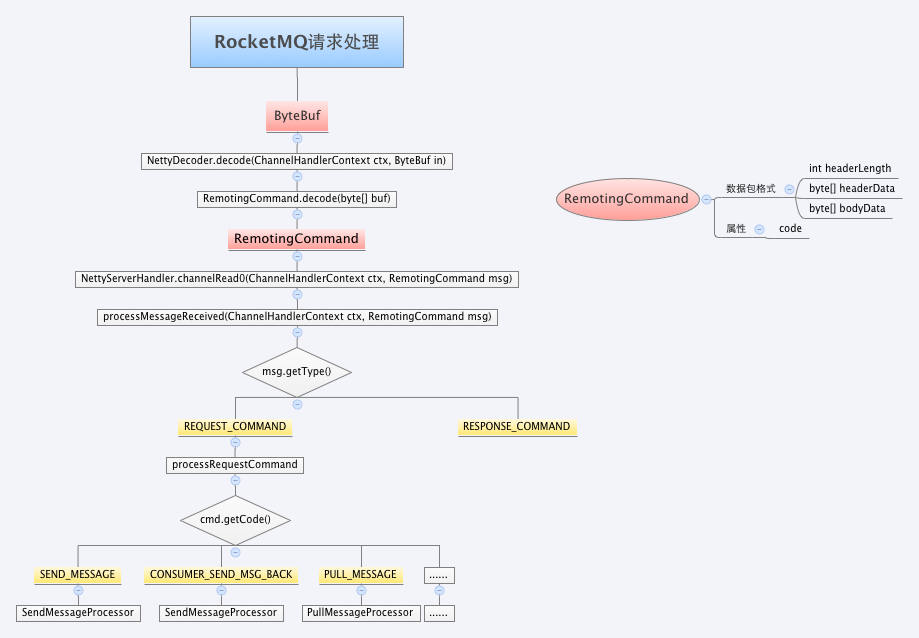 RocketMQ请求处理
ByteBuf
NettyDecoder.decode(ChannelHandlerContext ctx, ByteBuf in)
RemotingCommand.decode(byte[] buf)
RemotingCommand
NettyServerHandler.channelRead0(ChannelHandlerContext ctx, RemotingCommand msg)
processMessageReceived(ChannelHandlerContext ctx, RemotingCommand msg)
msg.getType()
REQUEST_COMMAND
RESPONSE_COMMAND
processRequestCommand
cmd.getCode()
SEND_MESSAGE
CONSUMER_SEND_MSG_BACK
PULL_MESSAGE
......
SendMessageProcessor
SendMessageProcessor
PullMessageProcessor
......
RemotingCommand
数据包格式
int headerLength
byte[] headerData
byte[] bodyData
属性
code